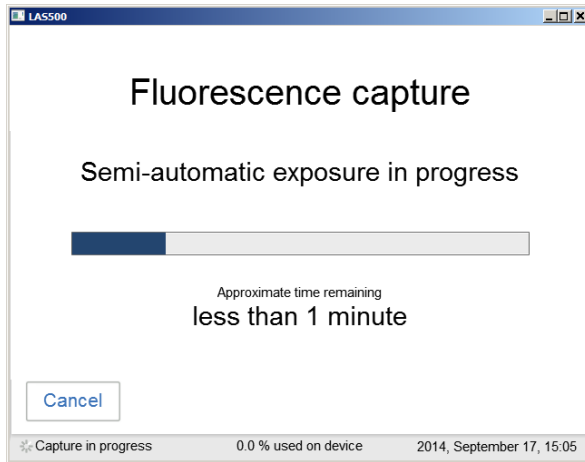 LAS500
Fluorescence capture
Semi-automatic exposure in progress
Approximate time remaining
less than 1 minute
Cancel
Capture in progress
0.0 % used on device
2014, September 17, 15:05